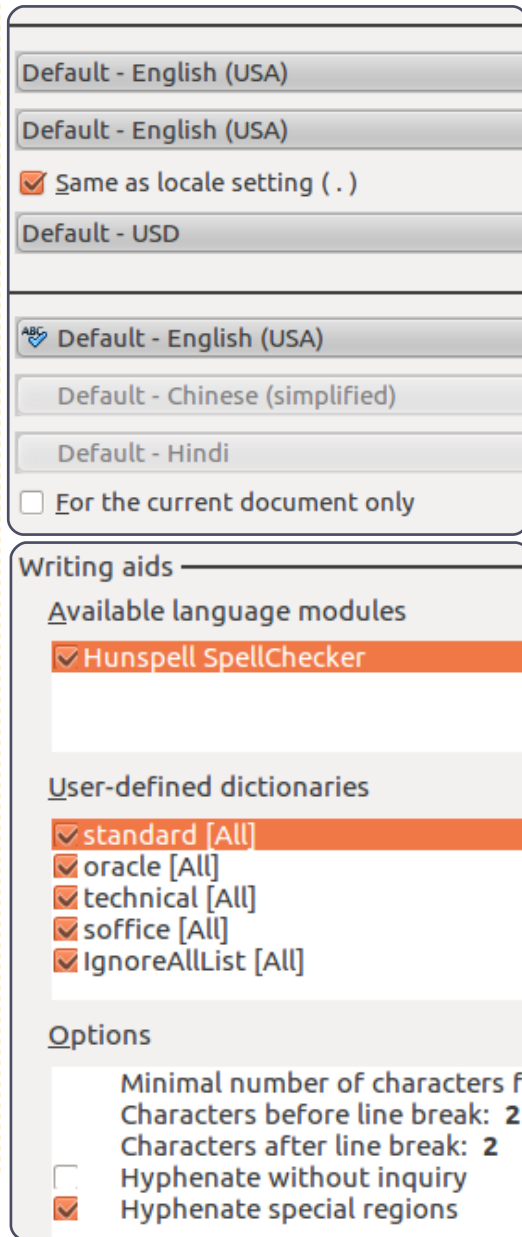 Default - English (USA)
Default - English (USA)
Same as locale setting ( . )
Default - USD
ABC Default - English (USA)
Default - Chinese (simplified)
Default - Hindi
For the current document only
Writing aids
Available language modules
Hunspell SpellChecker
User-defined dictionaries
standard [All]
oracle [All]
technical [All]
soffice [All]
IgnoreAllList [All]
Options
Minimal number of characters f
Characters before line break: 2
Characters after line break: 2
Hyphenate without inquiry
Hyphenate special regions